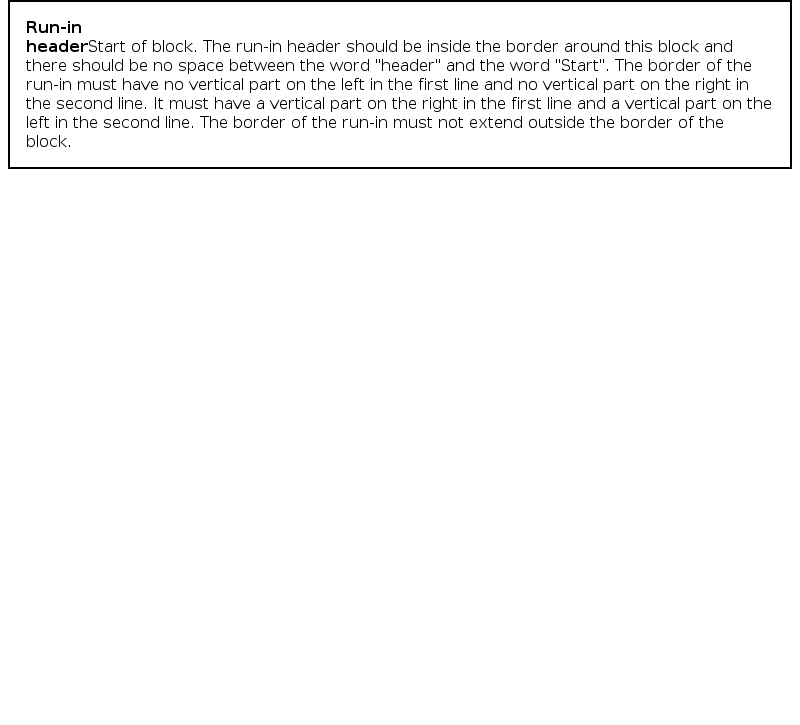 Run-in
headerStart of block. The run-in header should be inside the border around this block and
there should be no space between the word "header" and the word "Start". The border of the
run-in must have no vertical part on the left in the first line and no vertical part on the right in
the second line. It must have a vertical part on the right in the first line and a vertical part on the
left in the second line. The border of the run-in must not extend outside the border of the
block.